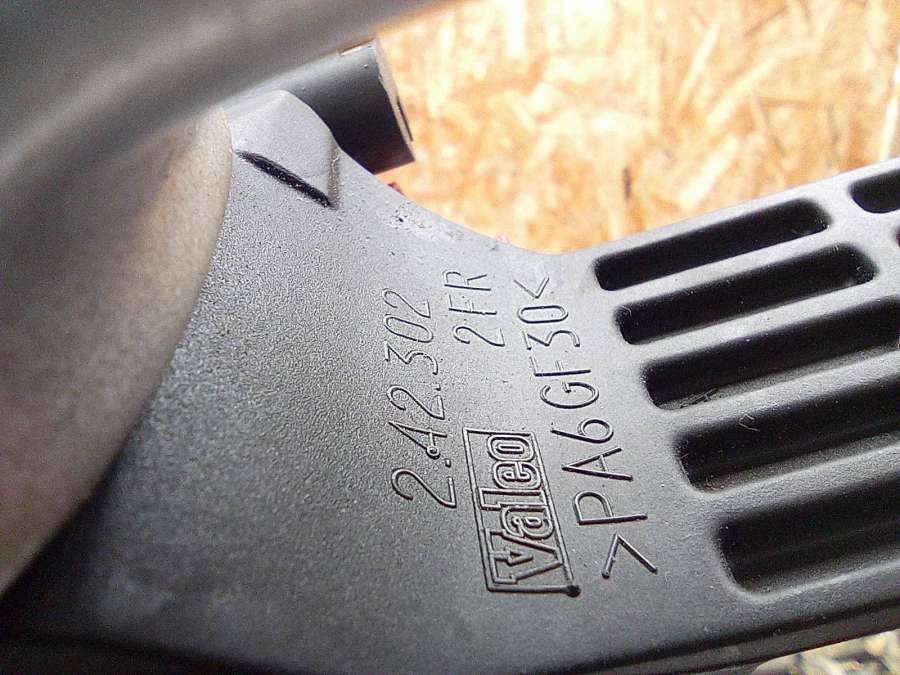 2.42.302
2FR
Valeo
>PA6GF30<